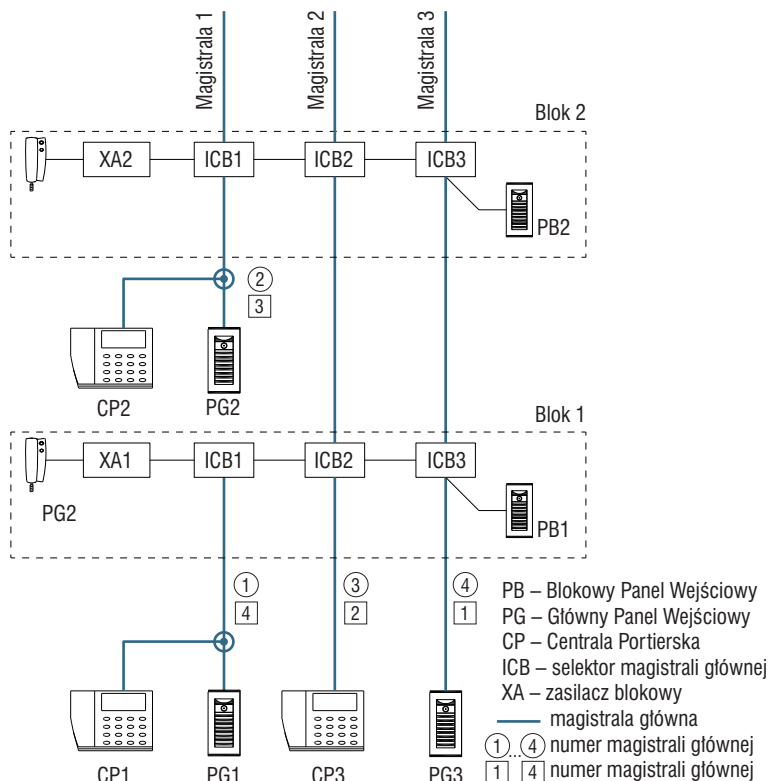 Magistrala 1
Magistrala 2
Magistrala 3
Blok 2
XA2
ICB1
ICB2
ICB3
PB2
2
3
CP2
PG2
Blok 1
XA1
ICB1
ICB2
ICB3
PG2
PB1
1
4
3
2
4
1
PB – Blokowy Panel Wejściowy
PG – Główny Panel Wejściowy
CP – Centrala Portierska
ICB – selektor magistrali głównej
XA – zasilacz blokowy
magistrala główna
1 ... 4 numer magistrali głównej
1 4 numer magistrali głównej
CP1
PG1
CP3
PG3